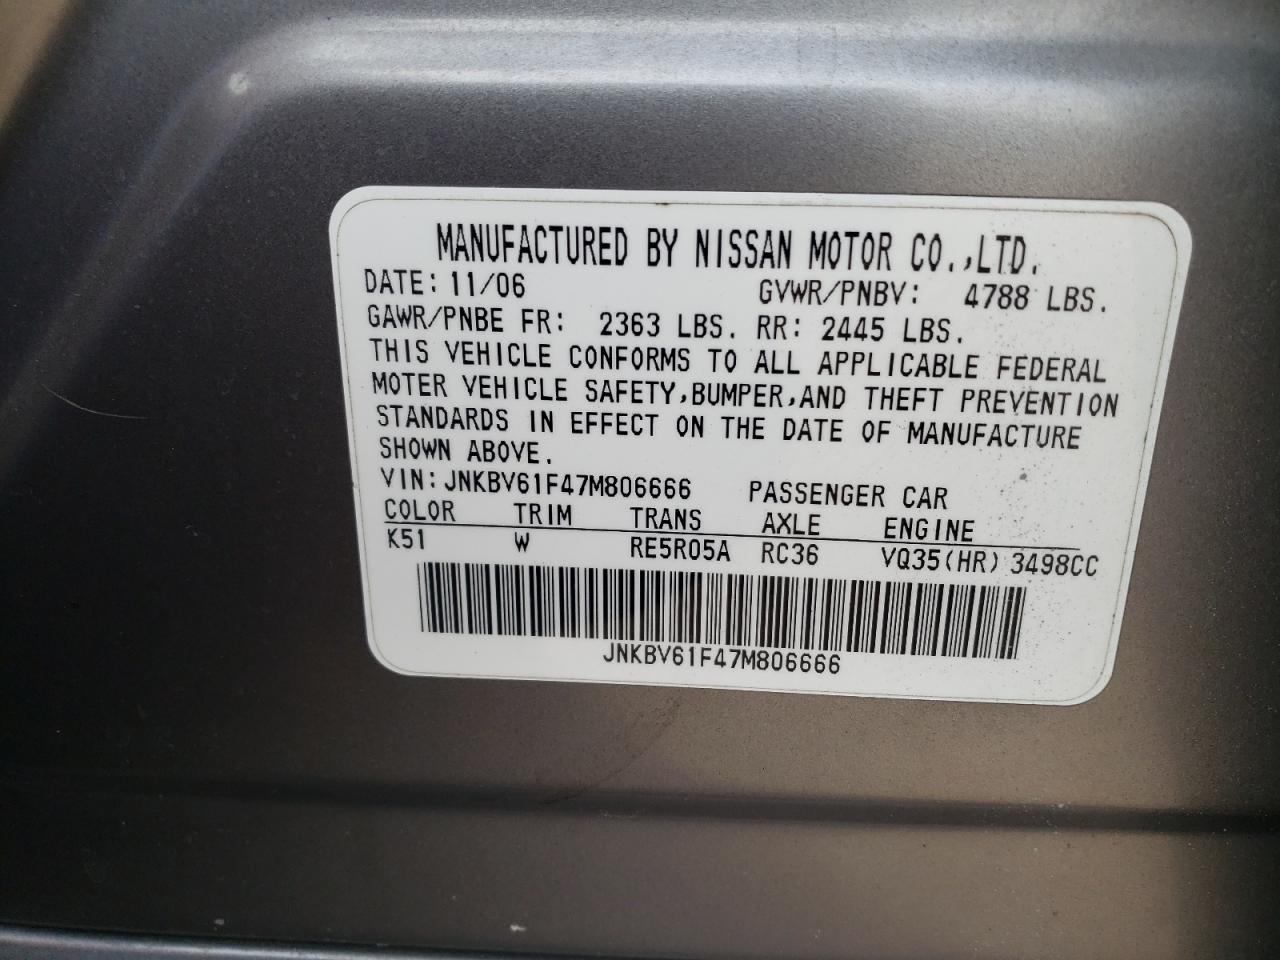 MANUFACTURED BY NISSAN MOTOR CO.,LTD.
DATE: 11/06 GVWR/PNBV: 4788 LBS.
GAWR/PNBE FR: 2363 LBS. RR: 2445 LBS.
THIS VEHICLE CONFORMS TO ALL APPLICABLE FEDERAL
MOTER VEHICLE SAFETY,BUMPER,AND THEFT PREVENTION
STANDARDS IN EFFECT ON THE DATE OF MANUFACTURE
SHOWN ABOVE.
VIN: JNKBV61F47M806666 PASSENGER CAR
COLOR TRIM TRANS AXLE ENGINE
K51 W RE5R05A RC36 VQ35(HR) 3498CC
JNKBV61F47M806666